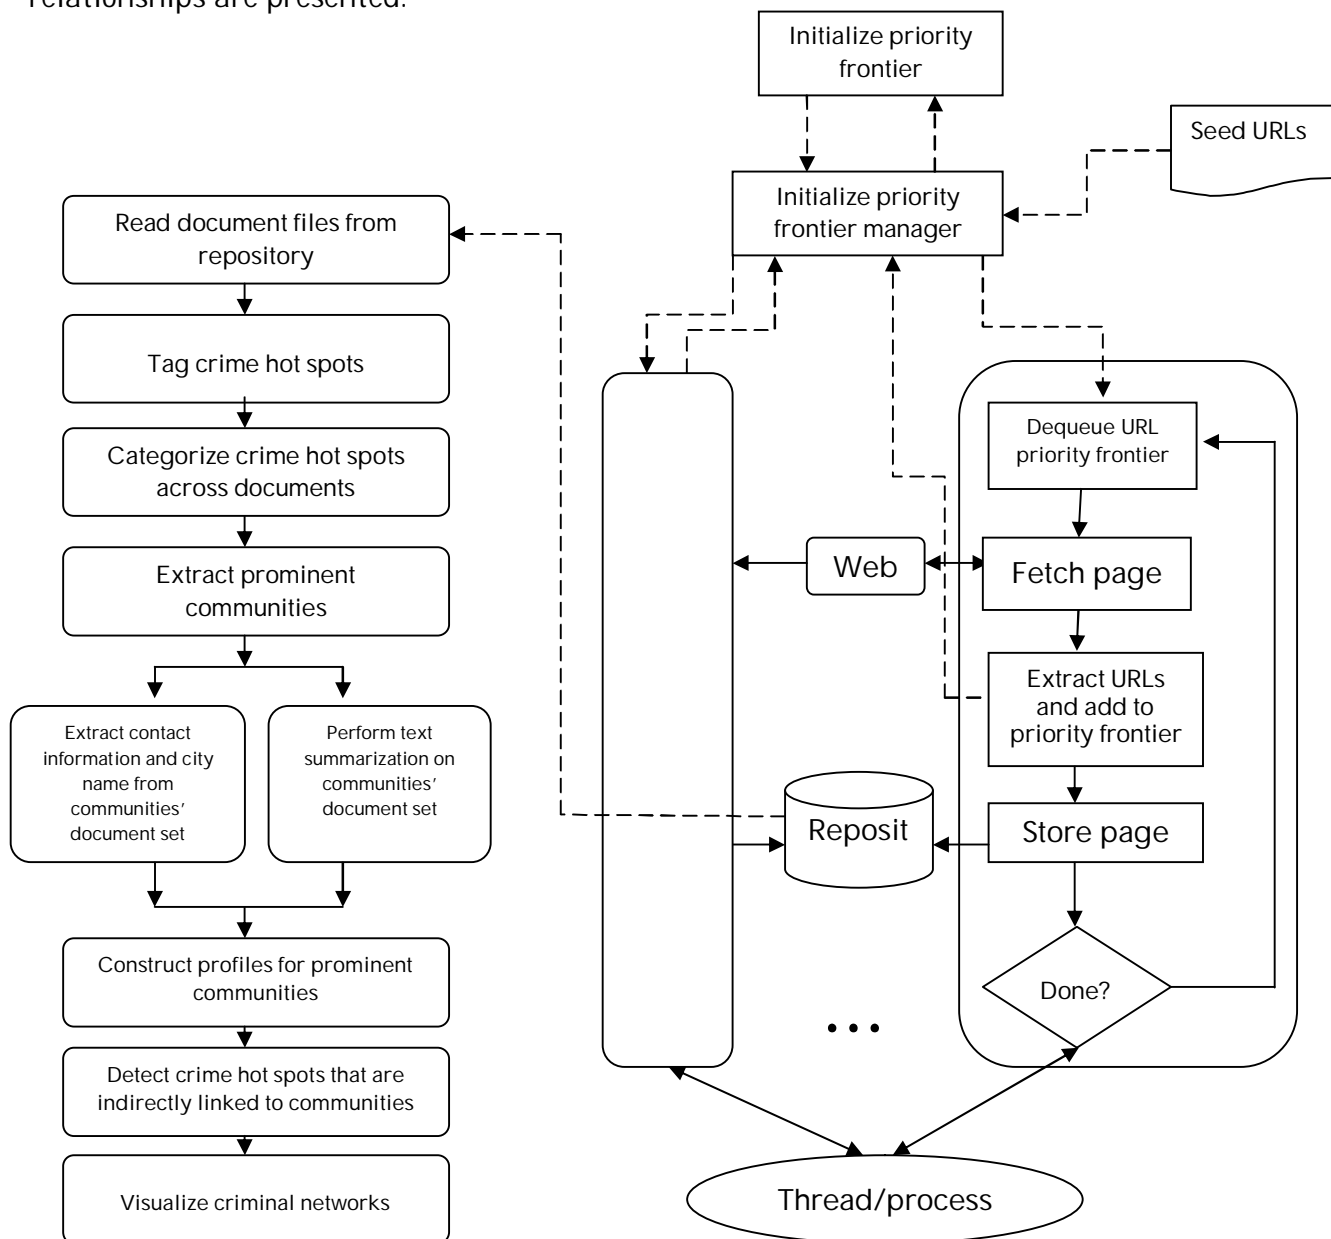 relationships are presented.
Initialize priority
frontier
Seed URLs
Initialize priority
frontier manager
Read document files from
repository
Tag crime hot spots
Categorize crime hot spots
across documents
Extract prominent
communities
Extract contact
information and city
name from
communities’
document set
Perform text
summarization on
communities’
document set
Construct profiles for prominent
communities
Detect crime hot spots that are
indirectly linked to communities
Visualize criminal networks
Dequeue URL
priority frontier
Web
Fetch page
Extract URLs
and add to
priority frontier
Reposit
Store page
Done?
...
Thread/process